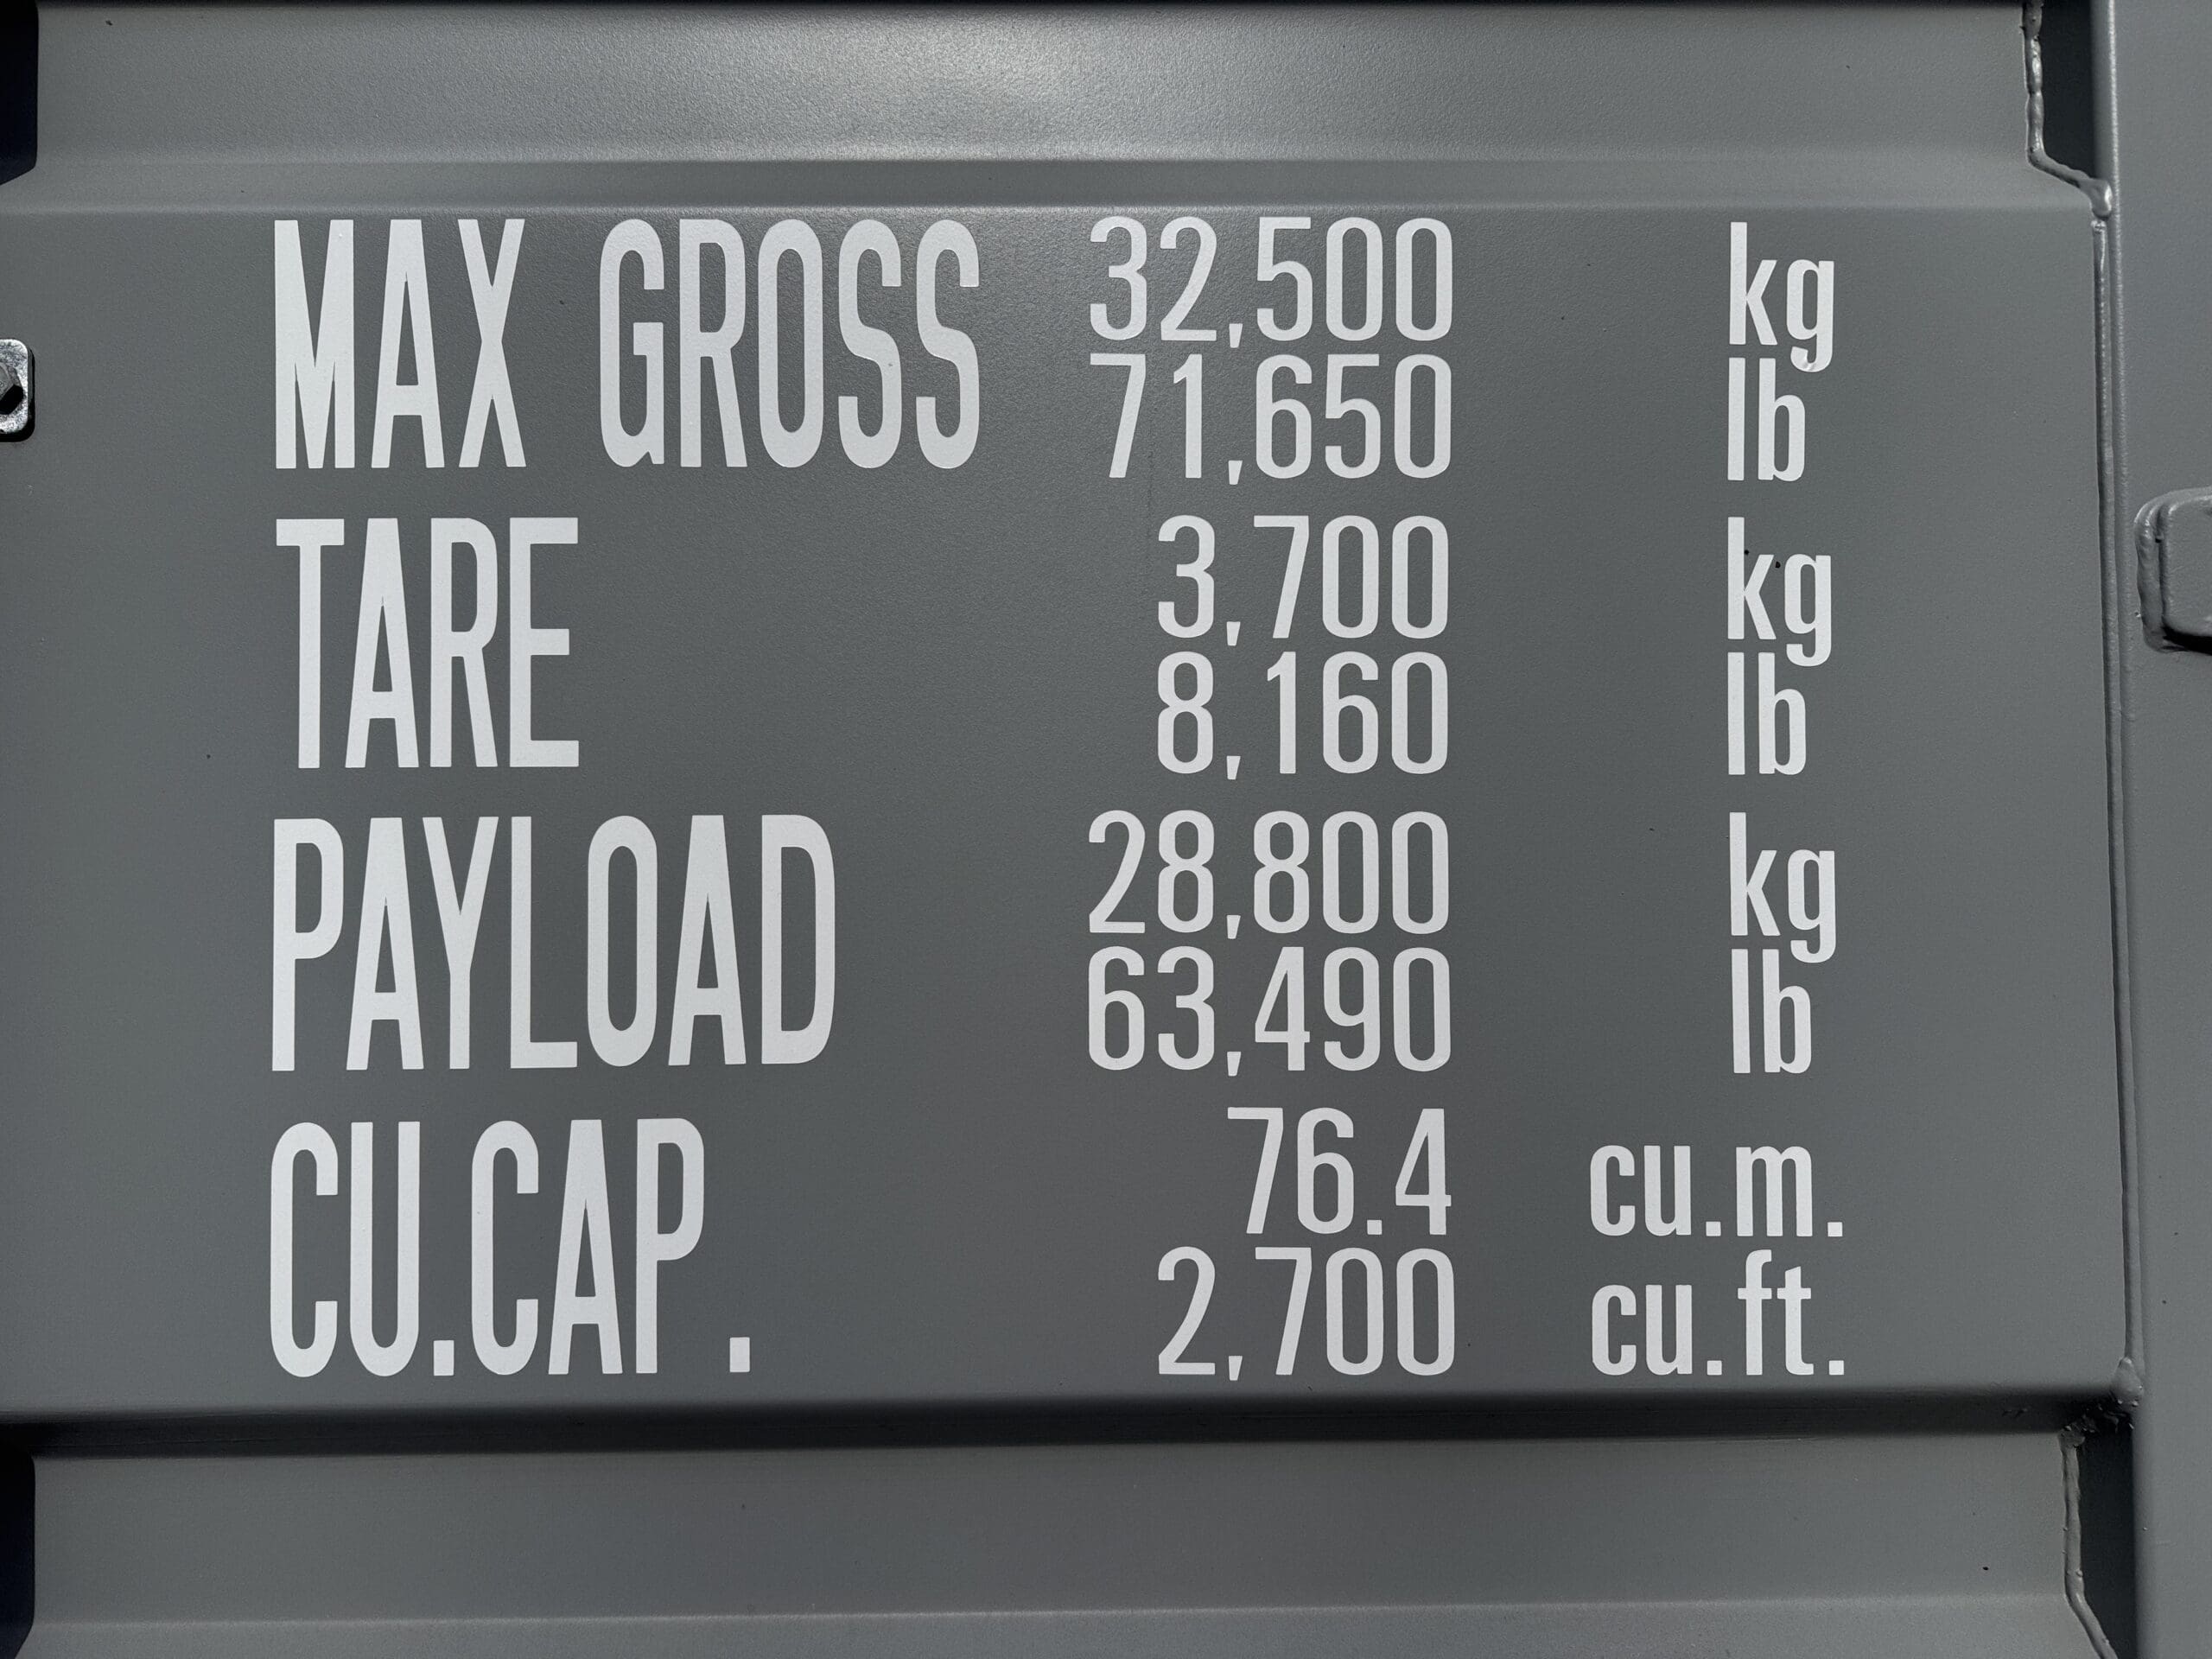 MAX GROSS 32,500 kg
71,650 lb
TARE 3,700 kg
8,160 lb
PAYLOAD 28,800 kg
63,490 lb
CU.CAP. 76.4 cu.m.
2,700 cu.ft.